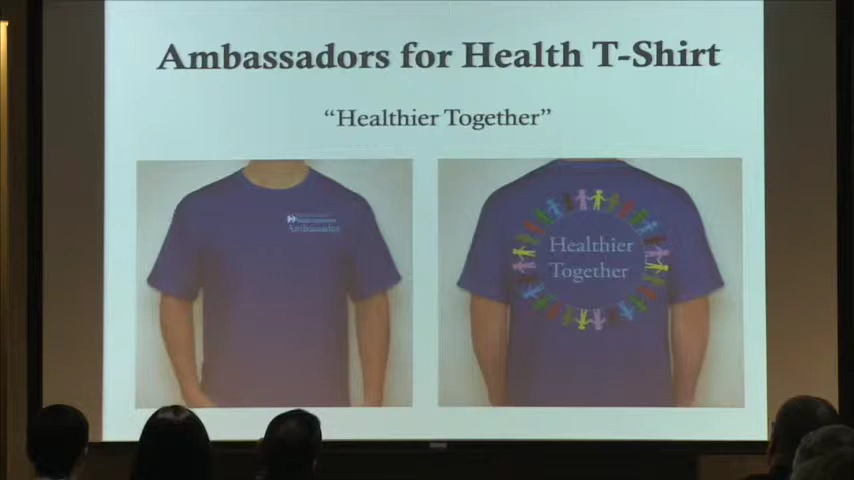 Ambassadors for Health T-Shirt
“Healthier Together”
Ambassador
Healthier
Together